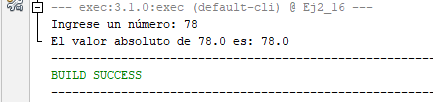 --- exec:3.1.0:exec (default-cli) @ Ej2_16 ---
Ingrese un número: 78
El valor absoluto de 78.0 es: 78.0
------------------------------------------------------
BUILD SUCCESS
------------------------------------------------------